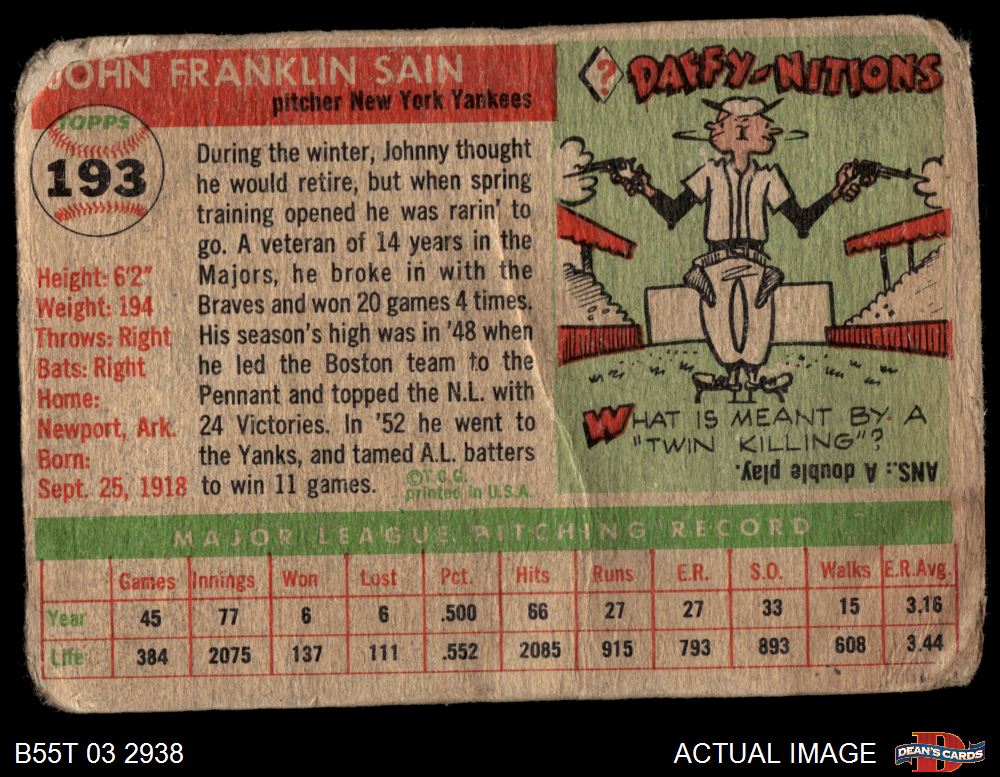 JOHN FRANKLIN SAIN
pitcher New York Yankees
TOPPS
193
Height: 6'2"
Weight: 194
Throws: Right
Bats: Right
Home:
Newport, Ark.
Born:
Sept. 25, 1918
During the winter, Johnny thought
he would retire, but when spring
training opened he was rarin' to
go. A veteran of 14 years in the
Majors, he broke in with the
Braves and won 20 games 4 times.
His season's high was in '48 when
he led the Boston team to the
Pennant and topped the N.L. with
24 Victories. In '52 he went to
the Yanks, and tamed A.L. batters
to win 11 games.
©T.C.G.
printed in U.S.A.
? DAFFY-NITIONS
WHAT IS MEANT BY A
"TWIN KILLING"?
ANS.: A double play.
MAJOR LEAGUE PITCHING RECORD
Games Innings Won Lost Pct. Hits Runs E.R. S.O. Walks E.R.Avg.
Year 45 77 6 6 .500 66 27 27 33 15 3.16
Life 384 2075 137 111 .552 2085 915 793 893 608 3.44
B55T 03 2938
ACTUAL IMAGE
DEAN'S CARDS